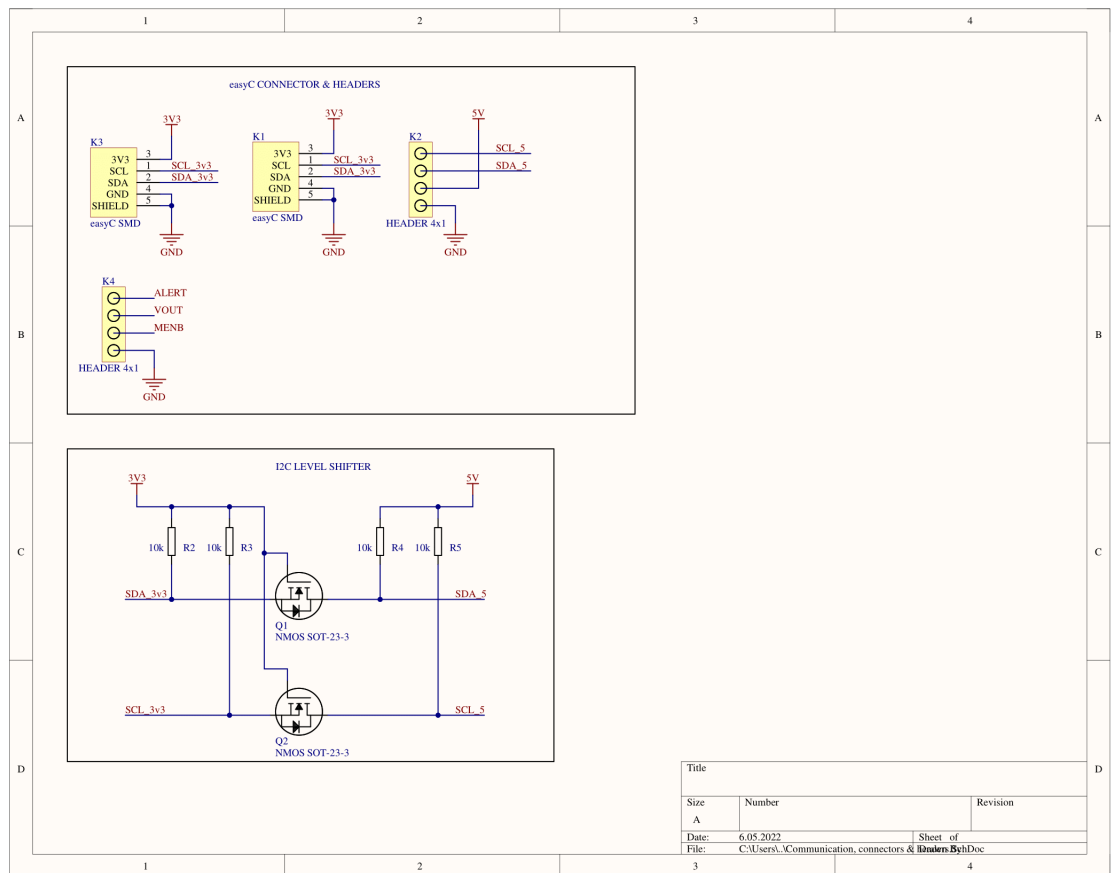 1 2 3 4
A A
easyC CONNECTOR & HEADERS
K3
3V3
3V3 3
SCL 1 SCL_3v3
SDA 2 SDA_3v3
GND 4
SHIELD 5
easyC SMD
GND
K1
3V3
3V3 3
SCL 1 SCL_3v3
SDA 2 SDA_3v3
GND 4
SHIELD 5
easyC SMD
GND
K2
5V
SCL_5
SDA_5
HEADER 4x1
GND
B B
K4
ALERT
VOUT
MENB
HEADER 4x1
GND
C C
I2C LEVEL SHIFTER
3V3 5V
10k R2 10k R3 10k R4 10k R5
SDA_3v3 SDA_5
Q1
NMOS SOT-23-3
SCL_3v3 SCL_5
Q2
NMOS SOT-23-3
D D
Title
Size Number Revision
A
Date: 6.05.2022 Sheet of
File: C:\Users\..\Communication, connectors & headers.SchDoc
1 2 3 4